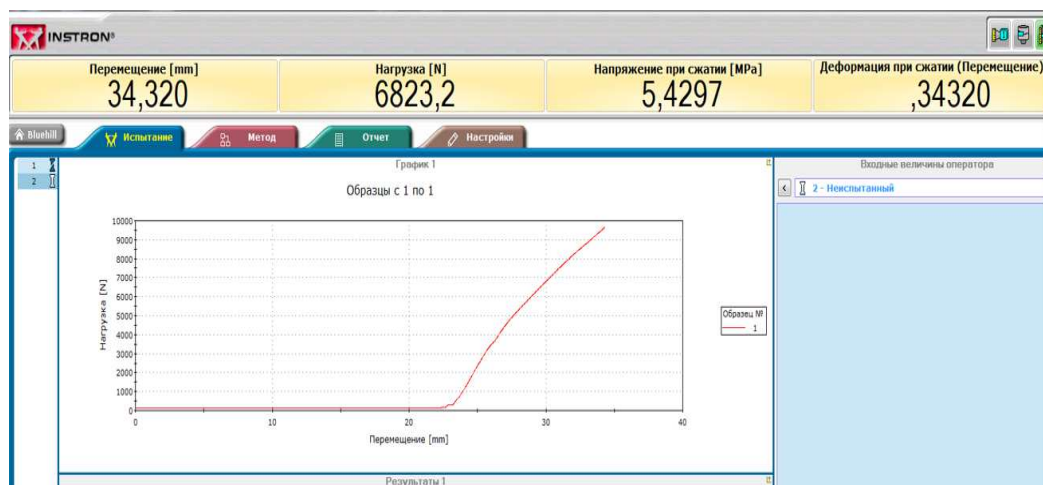 INSTRON®
Перемещение [mm]
34,320
Нагрузка [N]
6823,2
Напряжение при сжатии [MPa]
5,4297
Деформация при сжатии (Перемещение)
,34320
Bluehill
Испытание
Метод
Отчет
Настройки
1
2
График 1
Образцы с 1 по 1
10000
9000
8000
7000
6000
5000
4000
3000
2000
1000
0
Нагрузка [N]
0 10 20 30 40
Перемещение [mm]
Образец №
1
Результаты 1
Входные величины оператора
2 - Неиспытанный